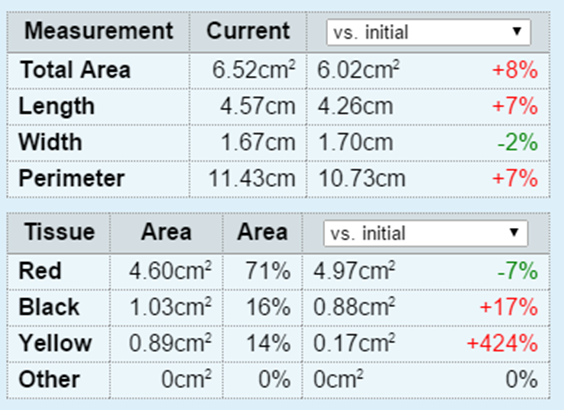 Measurement Current vs. initial ▼
Total Area 6.52cm² 6.02cm² +8%
Length 4.57cm 4.26cm +7%
Width 1.67cm 1.70cm -2%
Perimeter 11.43cm 10.73cm +7%
Tissue Area Area vs. initial ▼
Red 4.60cm² 71% 4.97cm² -7%
Black 1.03cm² 16% 0.88cm² +17%
Yellow 0.89cm² 14% 0.17cm² +424%
Other 0cm² 0% 0cm² 0%